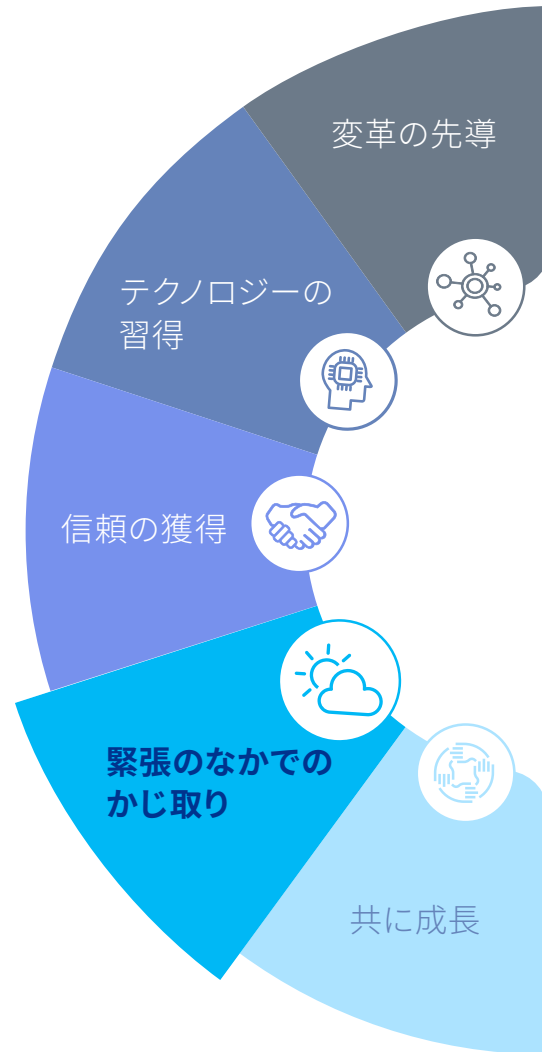 変革の先導
テクノロジーの
習得
信頼の獲得
緊張のなかでの
かじ取り
共に成長